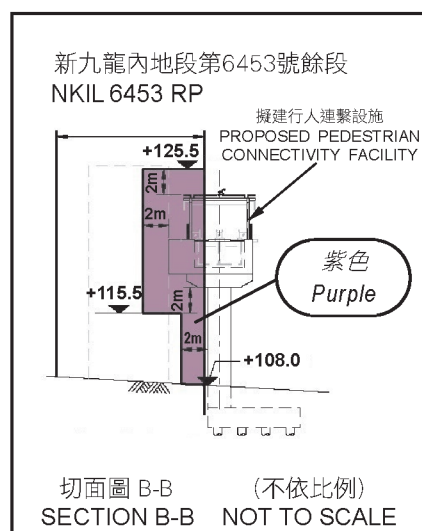 新九龍內地段第6453號餘段
NKIL 6453 RP
擬建行人連繫設施
PROPOSED PEDESTRIAN
CONNECTIVITY FACILITY
+125.5
2m
2m
紫色
Purple
2m
+115.5
2m
+108.0
切面圖 B-B (不依比例)
SECTION B-B NOT TO SCALE